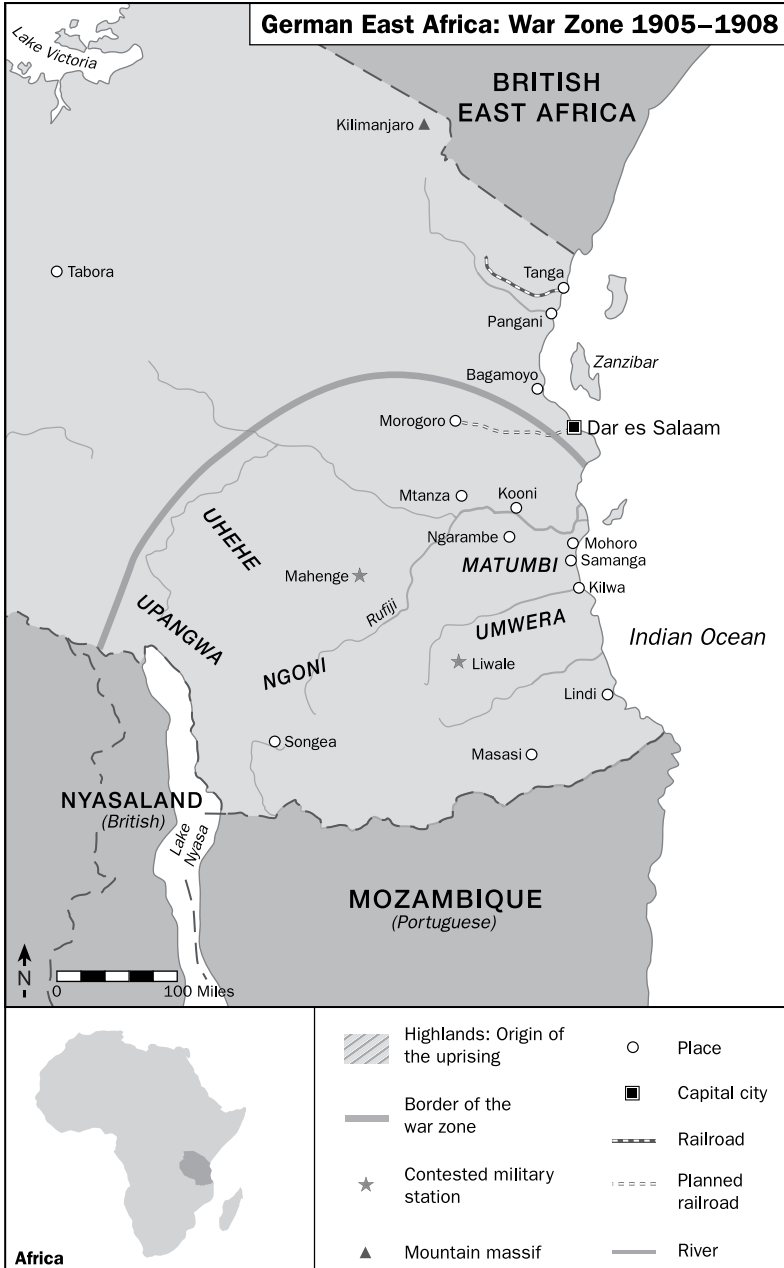 German East Africa: War Zone 1905–1908
Lake Victoria
BRITISH
EAST AFRICA
Kilimanjaro
Tabora
Tanga
Pangani
Zanzibar
Bagamoyo
Morogoro
Dar es Salaam
Mtanza
Kooni
UHEHE
Ngarambe
Mohoro
MATUMBI
Samanga
Mahenge
Kilwa
Rufiji
UPANGWA
UMWERA
Indian Ocean
NGONI
Liwale
Lindi
Songea
Masasi
NYASALAND
(British)
Lake
Nyasa
MOZAMBIQUE
(Portuguese)
N
0
100 Miles
Africa
Highlands: Origin of
the uprising
Border of the
war zone
Contested military
station
Mountain massif
Place
Capital city
Railroad
Planned
railroad
River